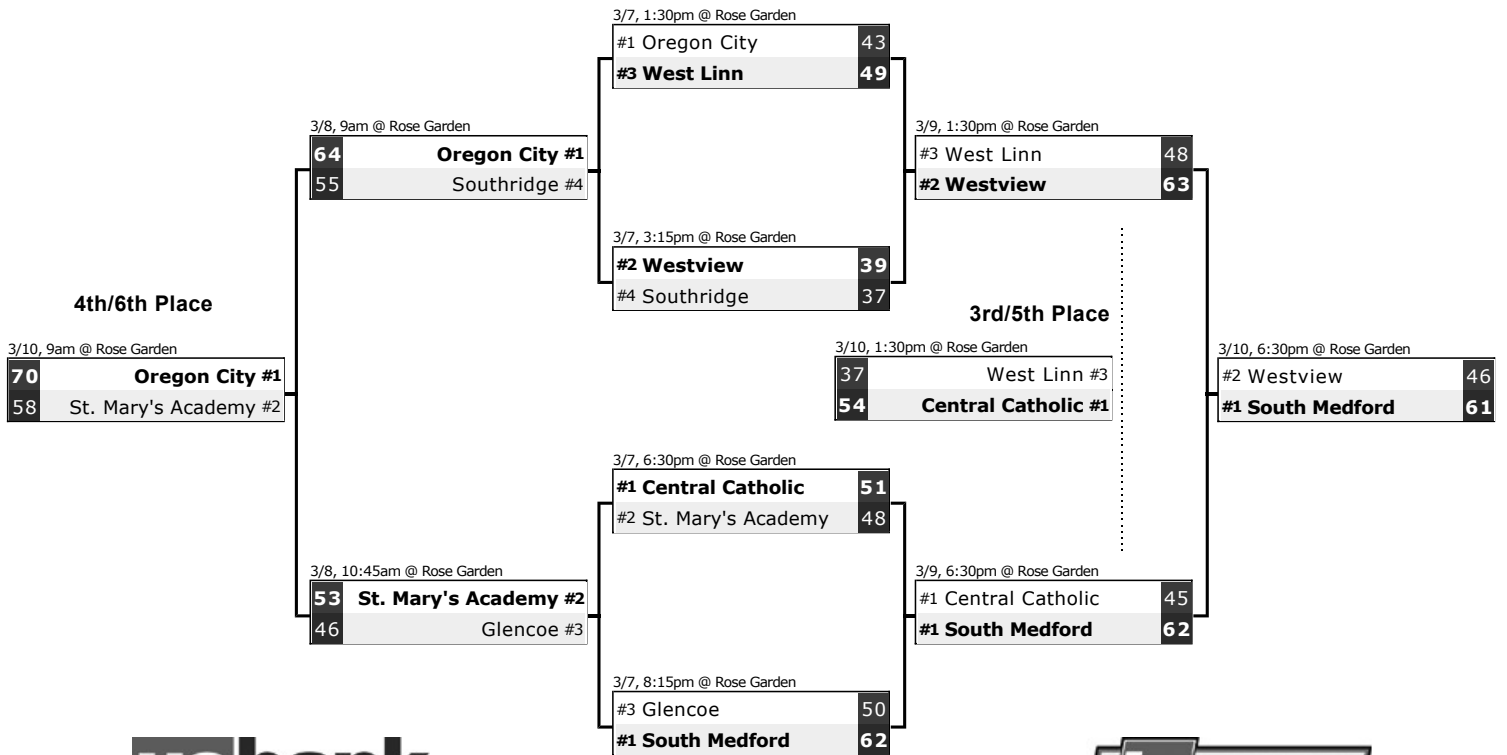 3/7, 1:30pm @ Rose Garden
#1 Oregon City 43
#3 West Linn 49
3/8, 9am @ Rose Garden
64 Oregon City #1
55 Southridge #4
3/9, 1:30pm @ Rose Garden
#3 West Linn 48
#2 Westview 63
3/7, 3:15pm @ Rose Garden
#2 Westview 39
#4 Southridge 37
4th/6th Place
3/10, 9am @ Rose Garden
70 Oregon City #1
58 St. Mary's Academy #2
3rd/5th Place
3/10, 1:30pm @ Rose Garden
37 West Linn #3
54 Central Catholic #1
3/10, 6:30pm @ Rose Garden
#2 Westview 46
#1 South Medford 61
3/7, 6:30pm @ Rose Garden
#1 Central Catholic 51
#2 St. Mary's Academy 48
3/8, 10:45am @ Rose Garden
53 St. Mary's Academy #2
46 Glencoe #3
3/9, 6:30pm @ Rose Garden
#1 Central Catholic 45
#1 South Medford 62
3/7, 8:15pm @ Rose Garden
#3 Glencoe 50
#1 South Medford 62